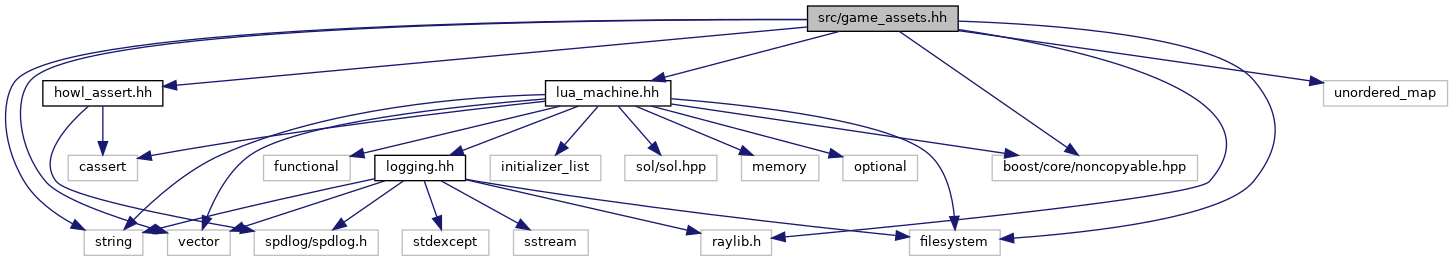 src/game_assets.hh
howl_assert.hh
lua_machine.hh
unordered_map
cassert
functional
logging.hh
initializer_list
sol/sol.hpp
memory
optional
boost/core/noncopyable.hpp
string
vector
spdlog/spdlog.h
stdexcept
sstream
raylib.h
filesystem